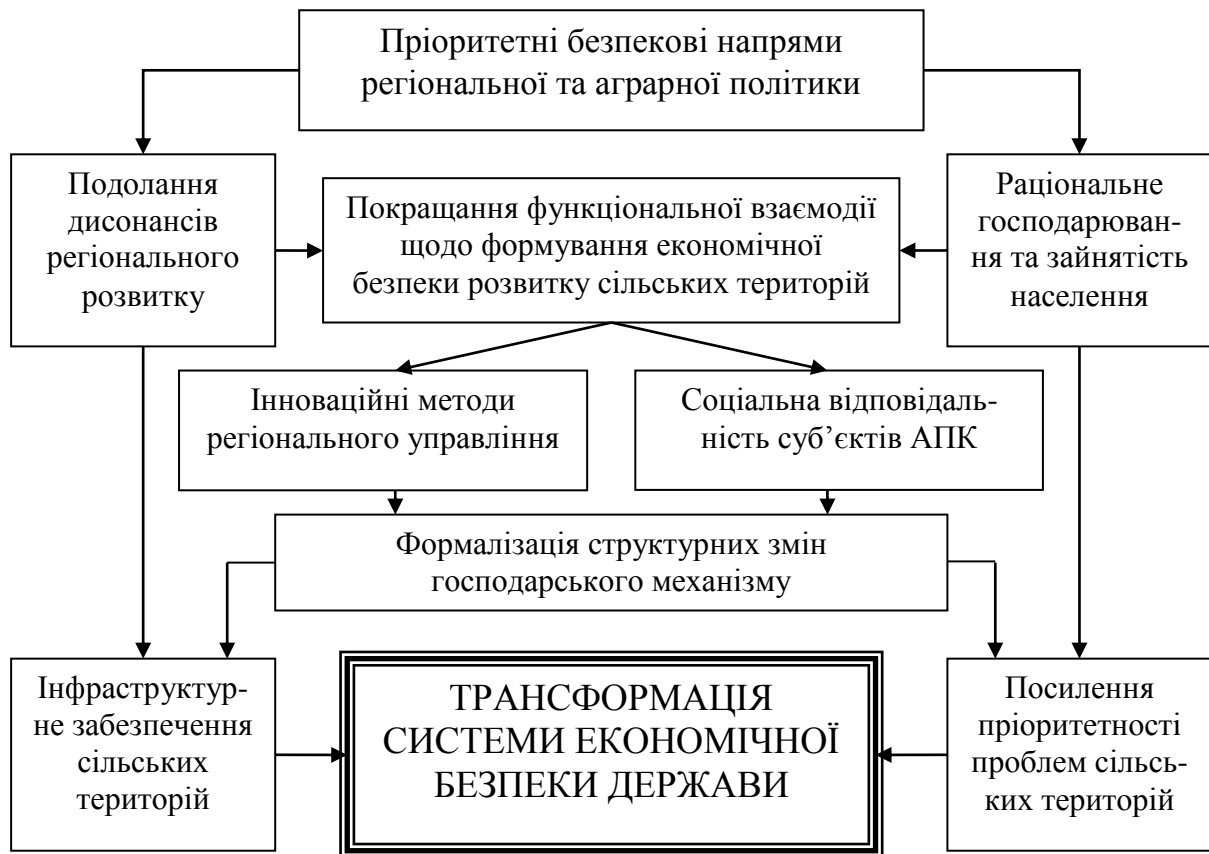 Пріоритетні безпекові напрями
регіональної та аграрної політики
Подолання
дисонансів
регіонального
розвитку
Покращання функціональної взаємодії
щодо формування економічної
безпеки розвитку сільських територій
Раціональне
господарюван-
ня та зайнятість
населення
Інноваційні методи
регіонального управління
Соціальна відповідаль-
ність суб’єктів АПК
Формалізація структурних змін
господарського механізму
Інфраструктур-
не забезпечення
сільських
територій
ТРАНСФОРМАЦІЯ
СИСТЕМИ ЕКОНОМІЧНОЇ
БЕЗПЕКИ ДЕРЖАВИ
Посилення
пріоритетності
проблем сільсь-
ких територій